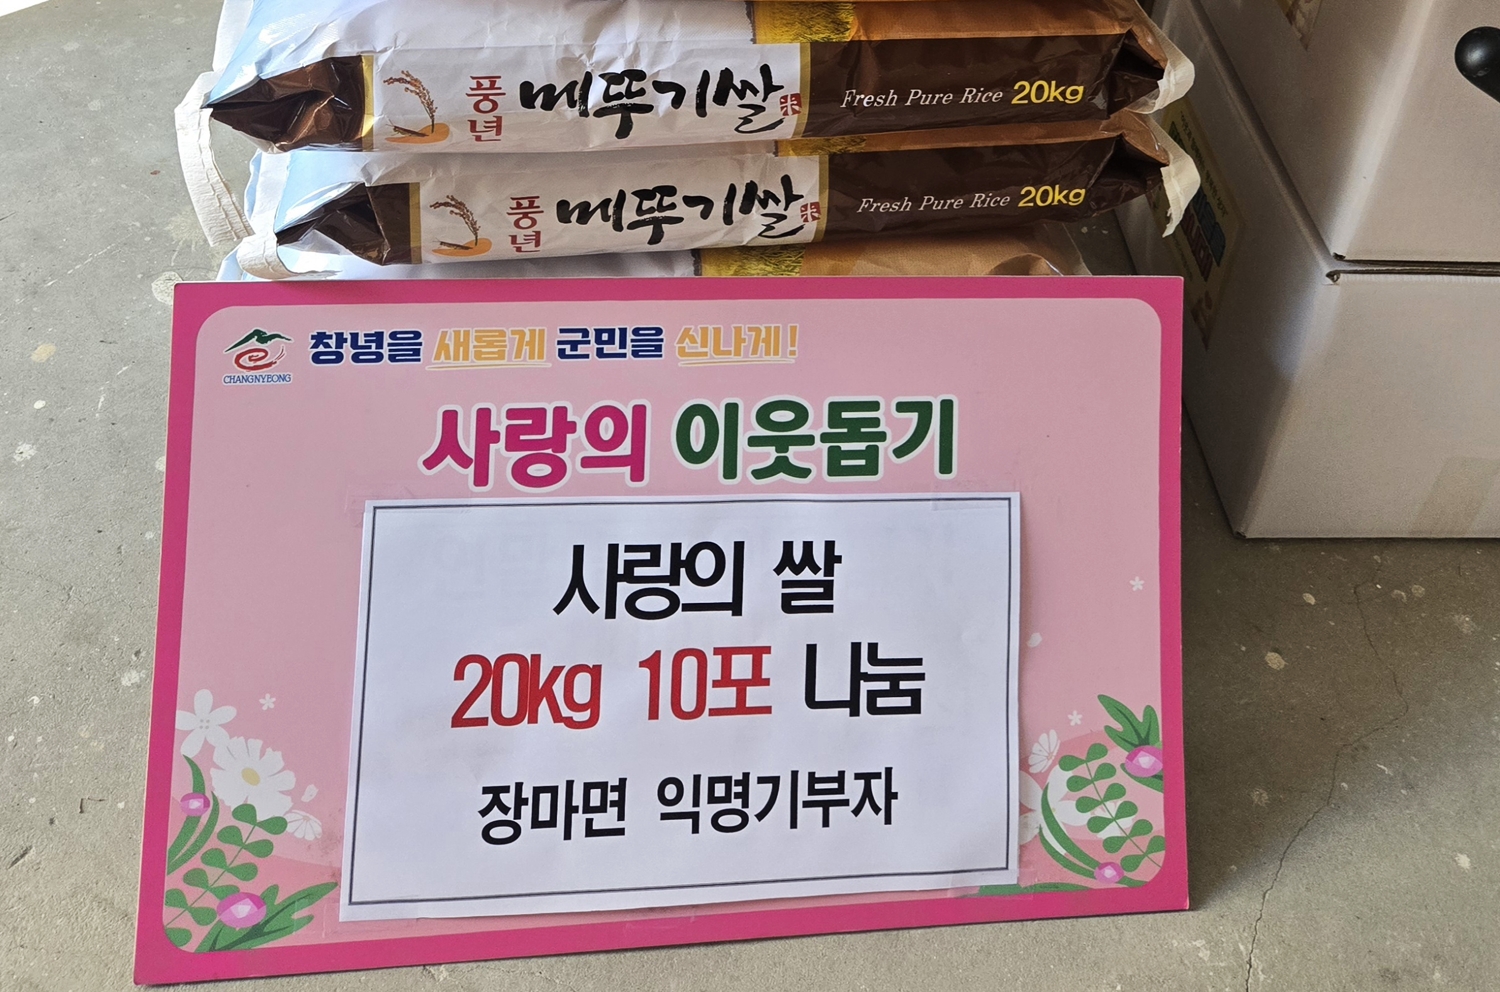 풍년 메뚜기쌀 米 Fresh Pure Rice 20kg
풍년 메뚜기쌀 米 Fresh Pure Rice 20kg
CHANGNYEONG 창녕을 새롭게 군민을 신나게!
사랑의 이웃돕기
사랑의 쌀
20kg 10포 나눔
장마면 익명기부자